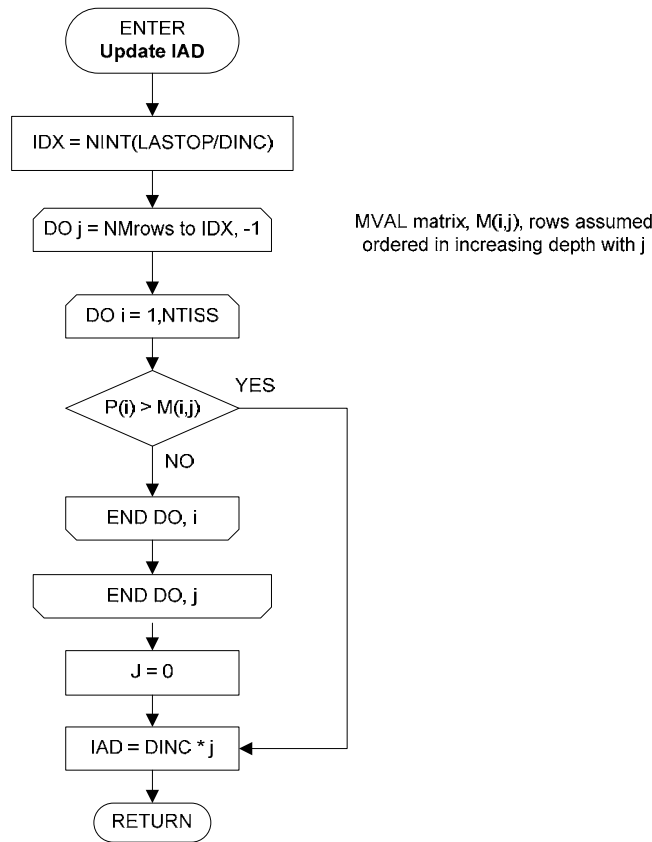 ENTER
Update IAD
IDX = NINT(LASTOP/DINC)
DO j = NMrows to IDX, -1
MVAL matrix, M(i,j), rows assumed
ordered in increasing depth with j
DO i = 1,NTISS
YES
P(i) > M(i,j)
NO
END DO, i
END DO, j
J = 0
IAD = DINC * j
RETURN